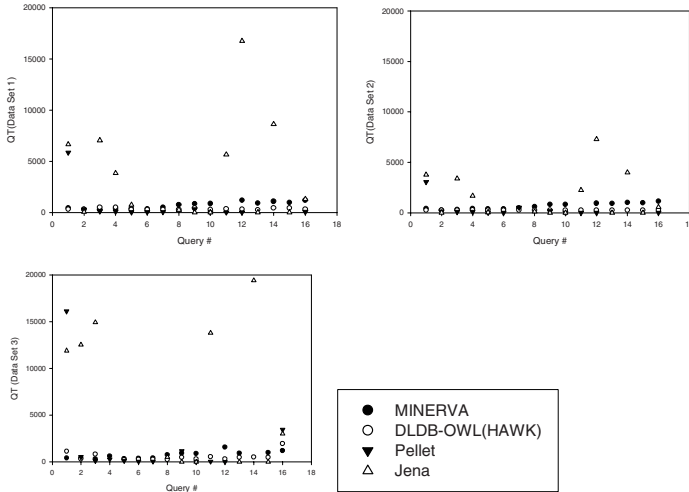 20000
15000
10000
5000
0
QT(Data Set 1)
0 2 4 6 8 10 12 14 16 18
Query #
20000
15000
10000
5000
0
QT(Data Set 2)
0 2 4 6 8 10 12 14 16 18
Query #
20000
15000
10000
5000
0
QT (Data Set 3)
0 2 4 6 8 10 12 14 16 18
Query #
MINERVA
DLDB-OWL(HAWK)
Pellet
Jena